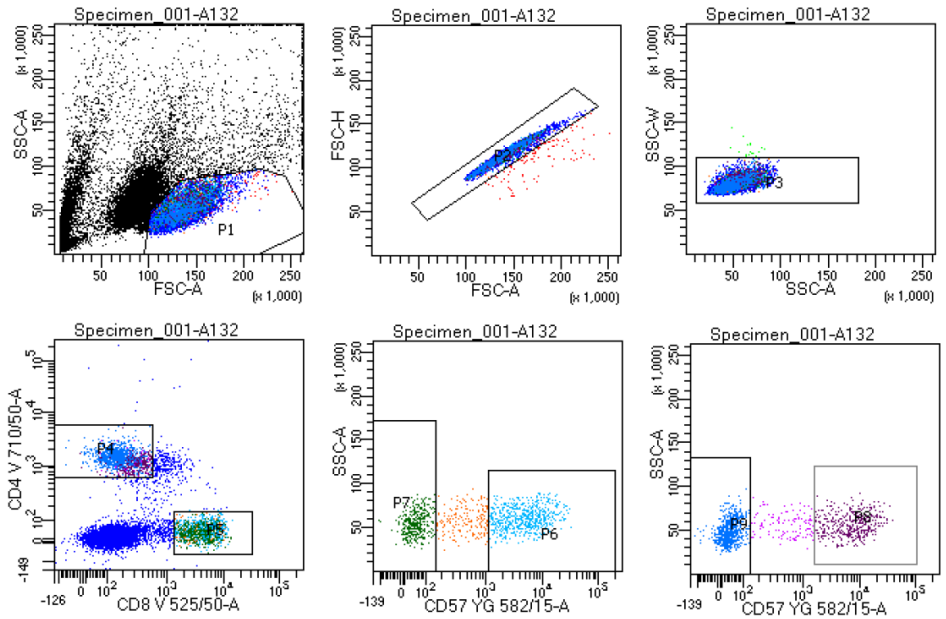 Specimen_001-A132
SSC-A
(x 1,000)
250
200
150
100
50
P1
50 100 150 200 250
FSC-A
(x 1,000)
Specimen_001-A132
FSC-H
(x 1,000)
250
200
150
100
50
P2
50 100 150 200 250
FSC-A
(x 1,000)
Specimen_001-A132
SSC-W
(x 1,000)
250
200
150
100
50
P3
50 100 150 200 250
SSC-A
(x 1,000)
Specimen_001-A132
CD4 V 710/50-A
10^5
10^4
10^3
10^2
0
-149
P4
P5
-126
0 10^2 10^3 10^4 10^5
CD8 V 525/50-A
Specimen_001-A132
SSC-A
(x 1,000)
250
200
150
100
50
P7
P6
-139
0 10^2 10^3 10^4 10^5
CD57 YG 582/15-A
Specimen_001-A132
SSC-A
(x 1,000)
250
200
150
100
50
P9
P8
-139
0 10^2 10^3 10^4 10^5
CD57 YG 582/15-A